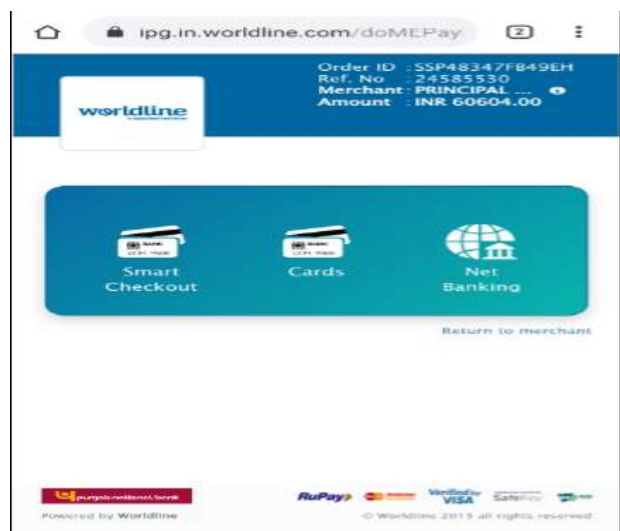 ipg.in.worldline.com/doMEPay 2
Order ID : SSP48347FB49EH
Ref. No : 24585530
Merchant : PRINCIPAL ...
Amount : INR 60604.00
worldline
BANK
BANK
Smart Checkout
Cards
Net Banking
Return to merchant
punjab national bank
RuPay
Verified by
VISA
Powered by Worldline
© Worldline 2015 all rights reserved